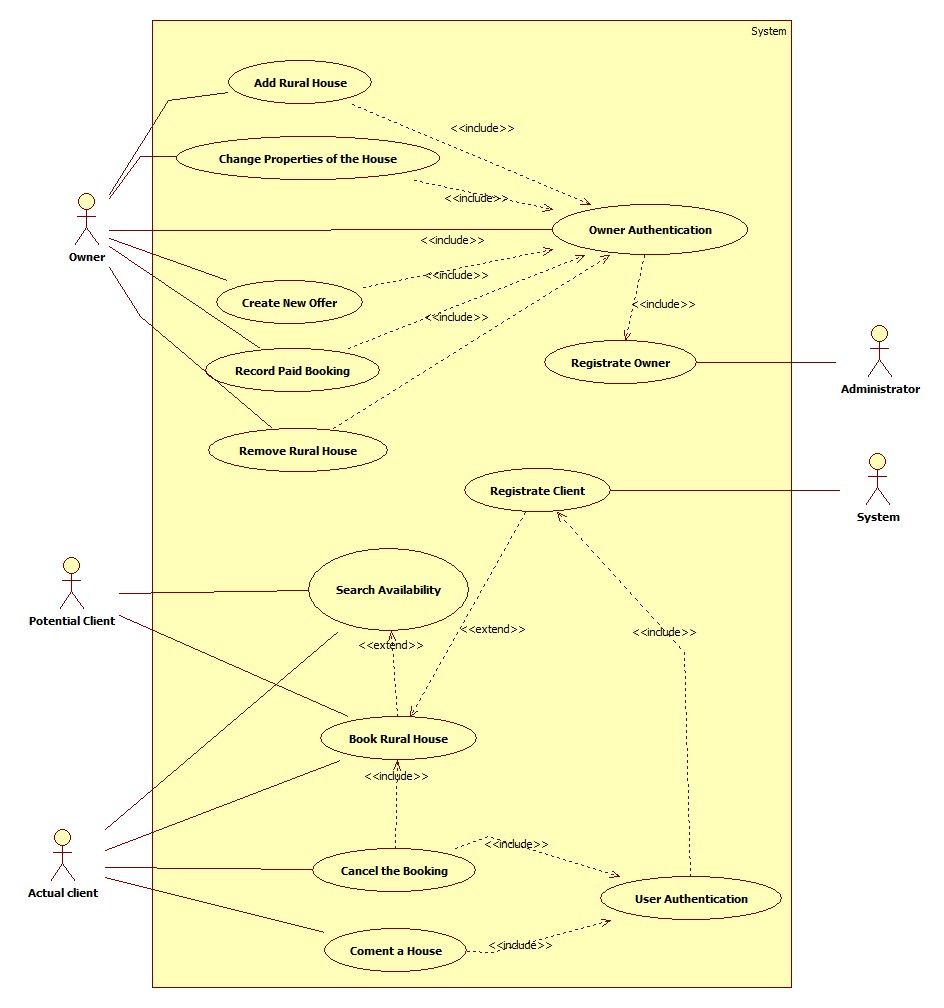 System
Add Rural House
<<include>>
Change Properties of the House
<<include>>
Owner
Owner Authentication
<<include>>
<<include>>
Create New Offer
<<include>>
<<include>>
Record Paid Booking
Registrate Owner
Administrator
Remove Rural House
Registrate Client
System
Search Availability
Potential Client
<<extend>>
<<include>>
<<extend>>
Book Rural House
<<include>>
<<include>>
Cancel the Booking
Actual client
User Authentication
<<include>>
Coment a House